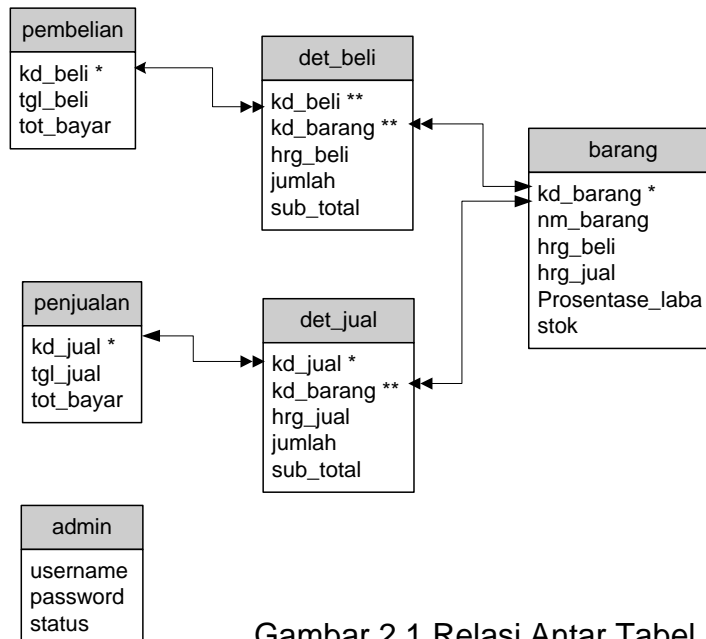 pembelian
kd_beli *
tgl_beli
tot_bayar
det_beli
kd_beli **
kd_barang **
hrg_beli
jumlah
sub_total
barang
kd_barang *
nm_barang
hrg_beli
hrg_jual
Prosentase_laba
stok
penjualan
kd_jual *
tgl_jual
tot_bayar
det_jual
kd_jual *
kd_barang **
hrg_jual
jumlah
sub_total
admin
username
password
status
Gambar 2.1 Relasi Antar Tabel